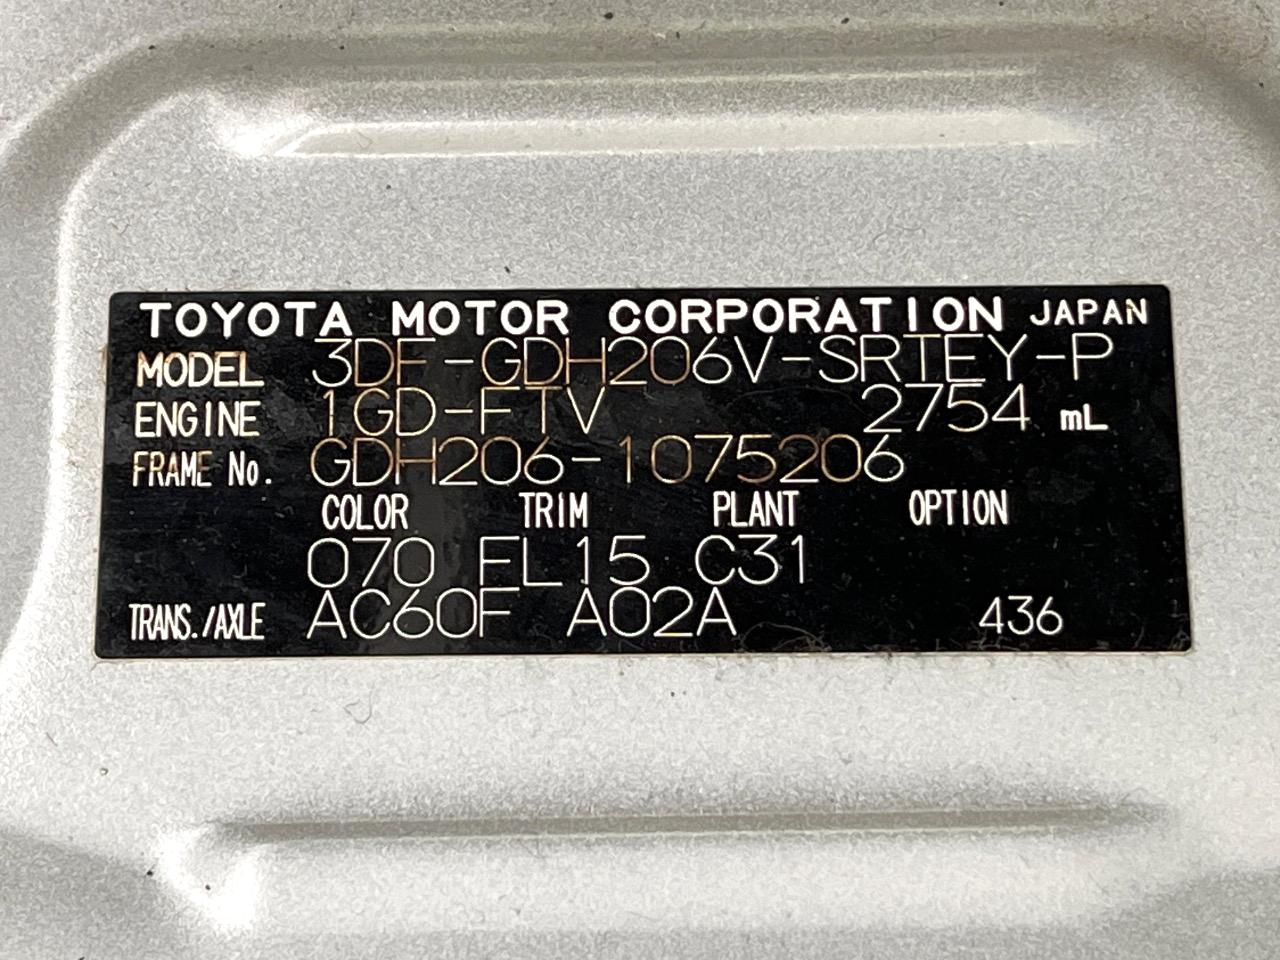 TOYOTA MOTOR CORPORATION JAPAN
MODEL 3DF-GDH206V-SRTEY-P
ENGINE 1GD-FTV 2754 mL
FRAME No. GDH206-1075206
COLOR TRIM PLANT OPTION
070 FL15 C31
TRANS./AXLE AC60F A02A 436